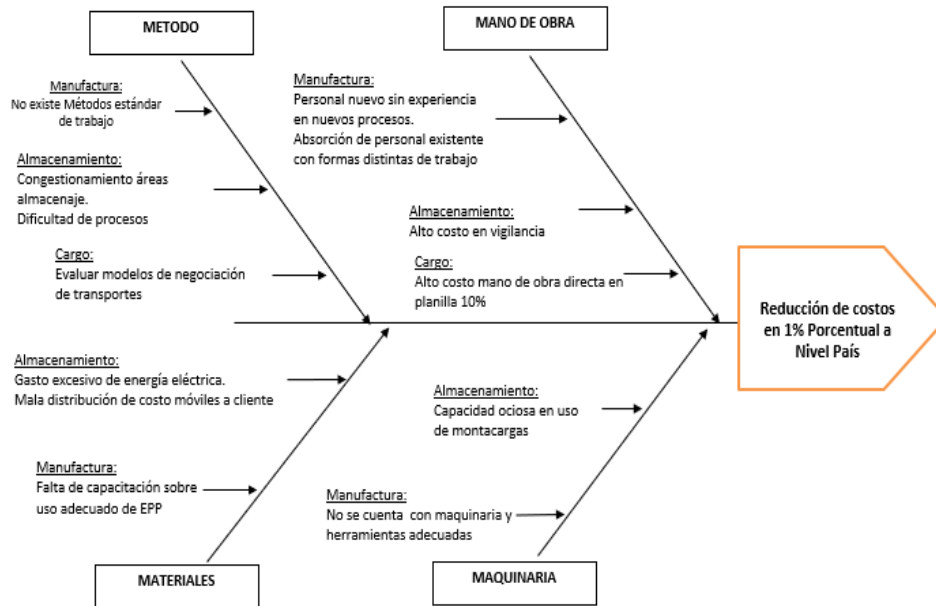 METODO
Manufactura:
No existe Métodos estándar
de trabajo
Almacenamiento:
Congestionamiento áreas
almacenaje.
Dificultad de procesos
Cargo:
Evaluar modelos de negociación
de transportes
MANO DE OBRA
Manufactura:
Personal nuevo sin experiencia
en nuevos procesos.
Absorción de personal existente
con formas distintas de trabajo
Almacenamiento:
Alto costo en vigilancia
Cargo:
Alto costo mano de obra directa en
planilla 10%
Reducción de costos
en 1% Porcentual a
Nivel País
Almacenamiento:
Gasto excesivo de energía eléctrica.
Mala distribución de costo móviles a cliente
Manufactura:
Falta de capacitación sobre
uso adecuado de EPP
MATERIALES
Almacenamiento:
Capacidad ociosa en uso
de montacargas
Manufactura:
No se cuenta con maquinaria y
herramientas adecuadas
MAQUINARIA